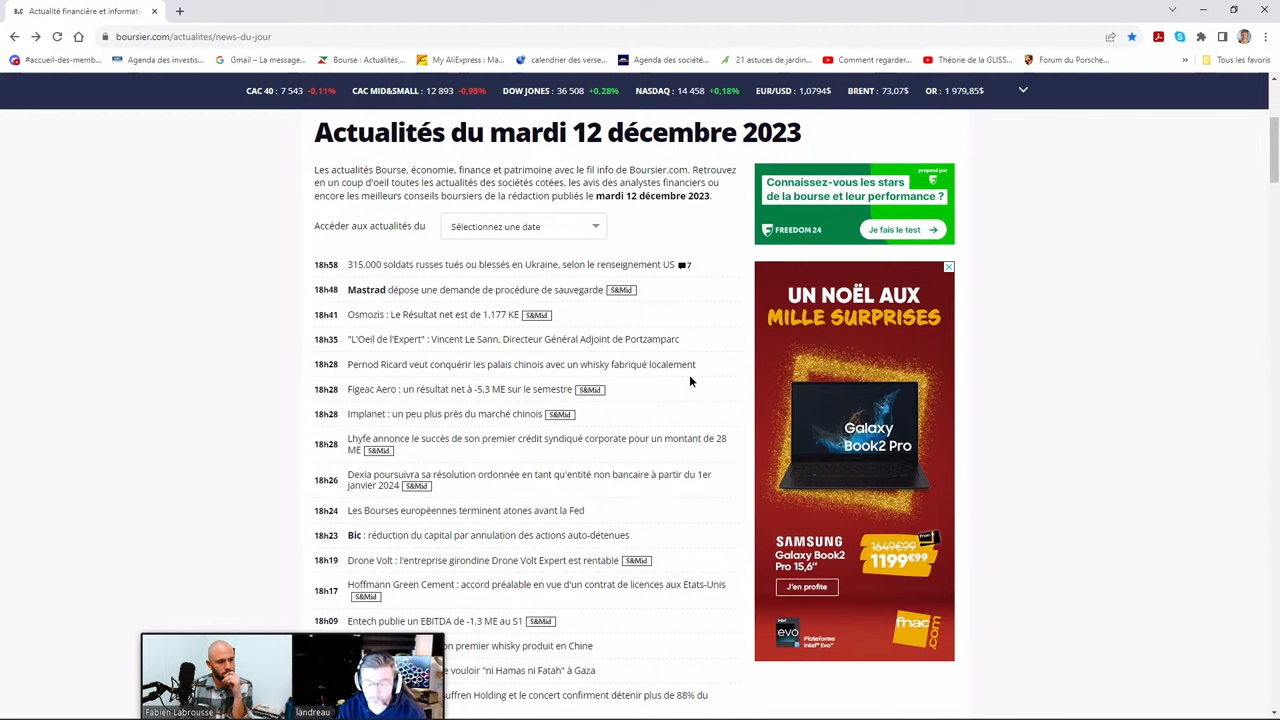 Actualité financière et informati
boursier.com/actualites/news-du-jour
#accueil-des-memb...
Agenda des investis...
Gmail – La message...
Bourse : Actualités,...
My AliExpress : Ma...
calendrier des verse...
Agenda des société...
21 astuces de jardin...
Comment regarder...
Théorie de la GLISS...
Forum du Porsche...
»
Tous les favoris
CAC 40 : 7 543 -0,11%
CAC MID&SMALL : 12 893 -0,95%
DOW JONES : 36 508 +0,28%
NASDAQ : 14 458 +0,18%
EUR/USD : 1,0794$
BRENT : 73,07$
OR : 1 979,85$
Actualités du mardi 12 décembre 2023
Les actualités Bourse, économie, finance et patrimoine avec le fil info de Boursier.com. Retrouvez
en un coup d'oeil toutes les actualités des sociétés cotées, les avis des analystes financiers ou
encore les meilleurs conseils boursiers de la rédaction publiés le mardi 12 décembre 2023.
Accéder aux actualités du
Sélectionnez une date
18h58 315.000 soldats russes tués ou blessés en Ukraine, selon le renseignement US 7
18h48 Mastrad dépose une demande de procédure de sauvegarde S&Mid
18h41 Osmozis : Le Résultat net est de 1.177 KE S&Mid
18h35 "L'Oeil de l'Expert" : Vincent Le Sann, Directeur Général Adjoint de Portzamparc
18h28 Pernod Ricard veut conquérir les palais chinois avec un whisky fabriqué localement
18h28 Figeac Aero : un résultat net à -5,3 ME sur le semestre S&Mid
18h28 Implanet : un peu plus près du marché chinois S&Mid
18h28 Lhyfe annonce le succès de son premier crédit syndiqué corporate pour un montant de 28
ME S&Mid
18h26 Dexia poursuivra sa résolution ordonnée en tant qu'entité non bancaire à partir du 1er
janvier 2024 S&Mid
18h24 Les Bourses européennes terminent atones avant la Fed
18h23 Bic : réduction du capital par annulation des actions auto-détenues
18h19 Drone Volt : l'entreprise girondine Drone Volt Expert est rentable S&Mid
18h17 Hoffmann Green Cement : accord préalable en vue d'un contrat de licences aux Etats-Unis
S&Mid
18h09 Entech publie un EBITDA de -1,3 ME au S1 S&Mid
on premier whisky produit en Chine
vouloir "ni Hamas ni Fatah" à Gaza
uffren Holding et le concert confirment détenir plus de 88% du
Fabien Labrousse
landreau
proposé par
Connaissez-vous les stars
de la bourse et leur performance ?
FREEDOM 24
Je fais le test
UN NOËL AUX
MILLE SURPRISES
Galaxy
Book2 Pro
SAMSUNG
Galaxy Book2
Pro 15,6"
1649€99
1199€99
J'en profite
intel
evo
Plateforme
Intel® Evo™
fnac
.com